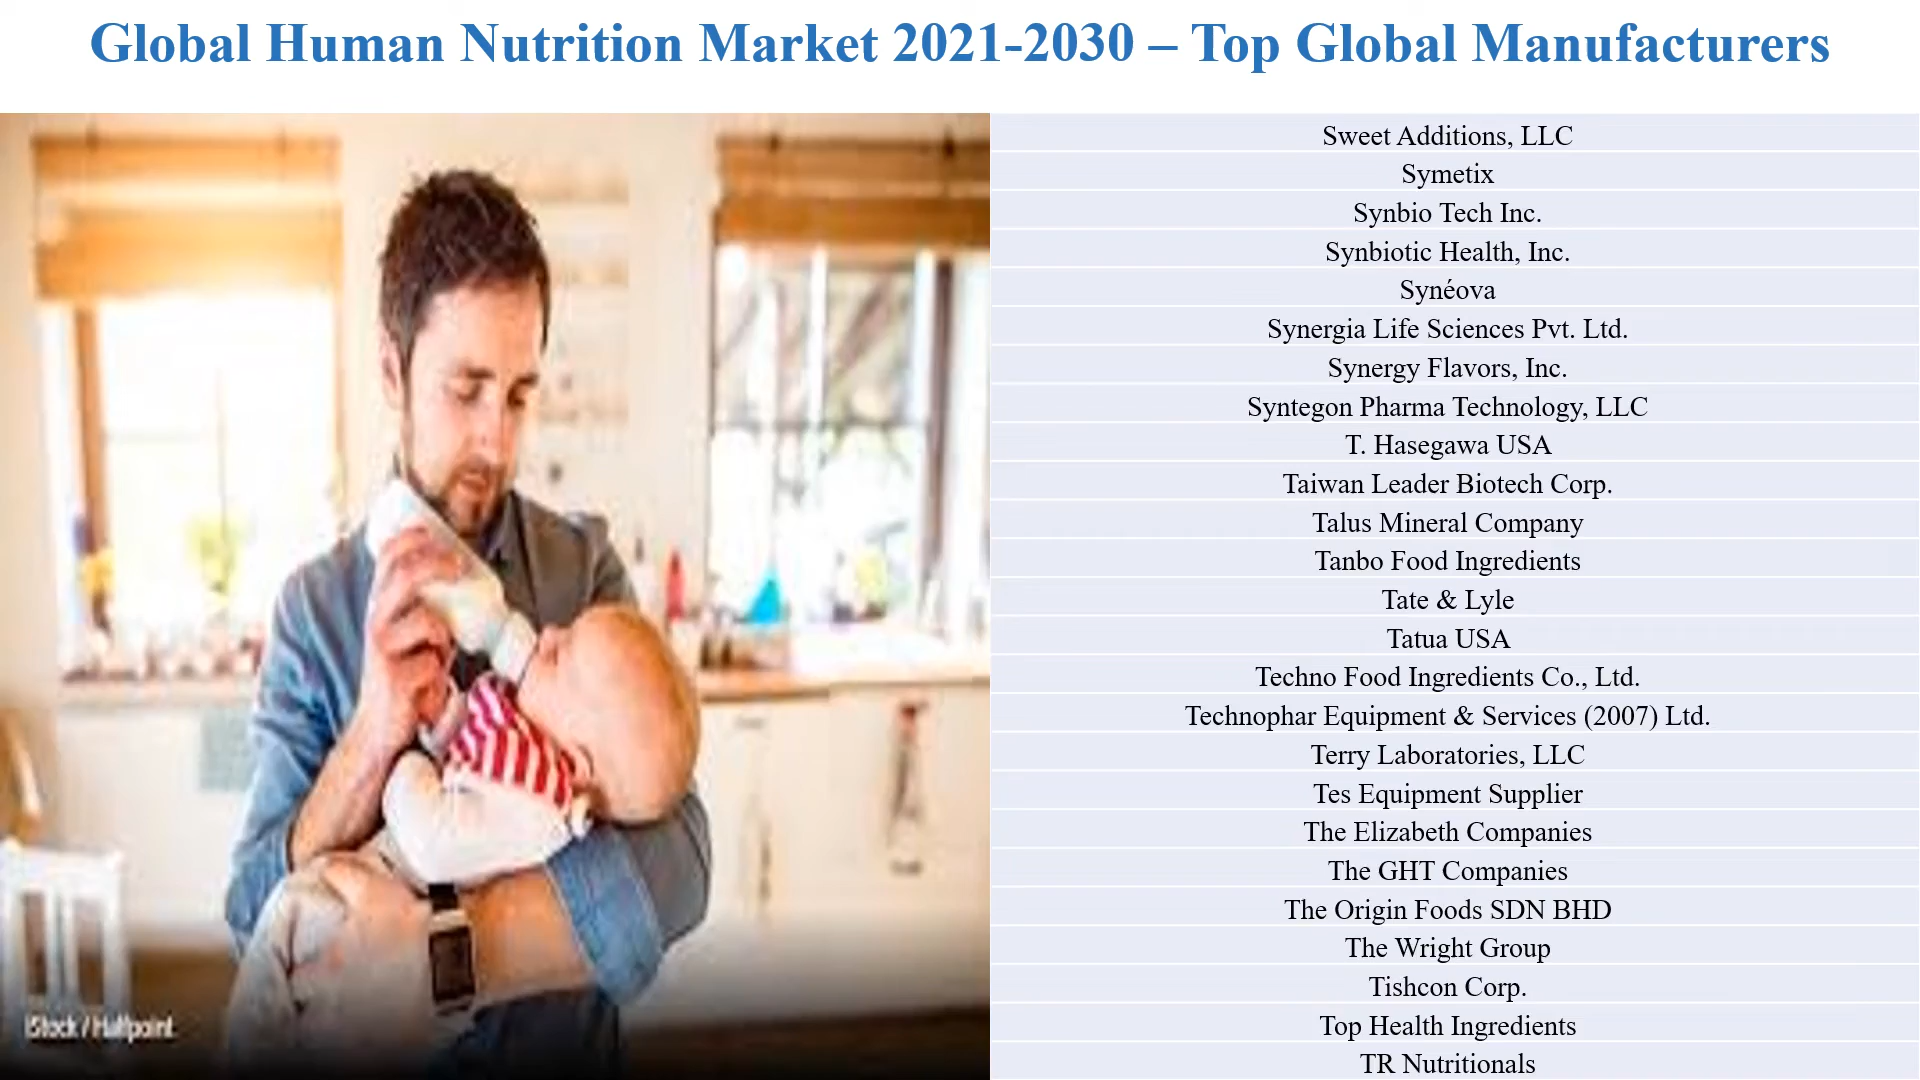 Global Human Nutrition Market 2021-2030 – Top Global Manufacturers
Sweet Additions, LLC
Symetix
Synbio Tech Inc.
Synbiotic Health, Inc.
Synéova
Synergia Life Sciences Pvt. Ltd.
Synergy Flavors, Inc.
Syntegon Pharma Technology, LLC
T. Hasegawa USA
Taiwan Leader Biotech Corp.
Talus Mineral Company
Tanbo Food Ingredients
Tate & Lyle
Tatua USA
Techno Food Ingredients Co., Ltd.
Technophar Equipment & Services (2007) Ltd.
Terry Laboratories, LLC
Tes Equipment Supplier
The Elizabeth Companies
The GHT Companies
The Origin Foods SDN BHD
The Wright Group
Tishcon Corp.
Top Health Ingredients
TR Nutritionals
iStock / Halfpoint